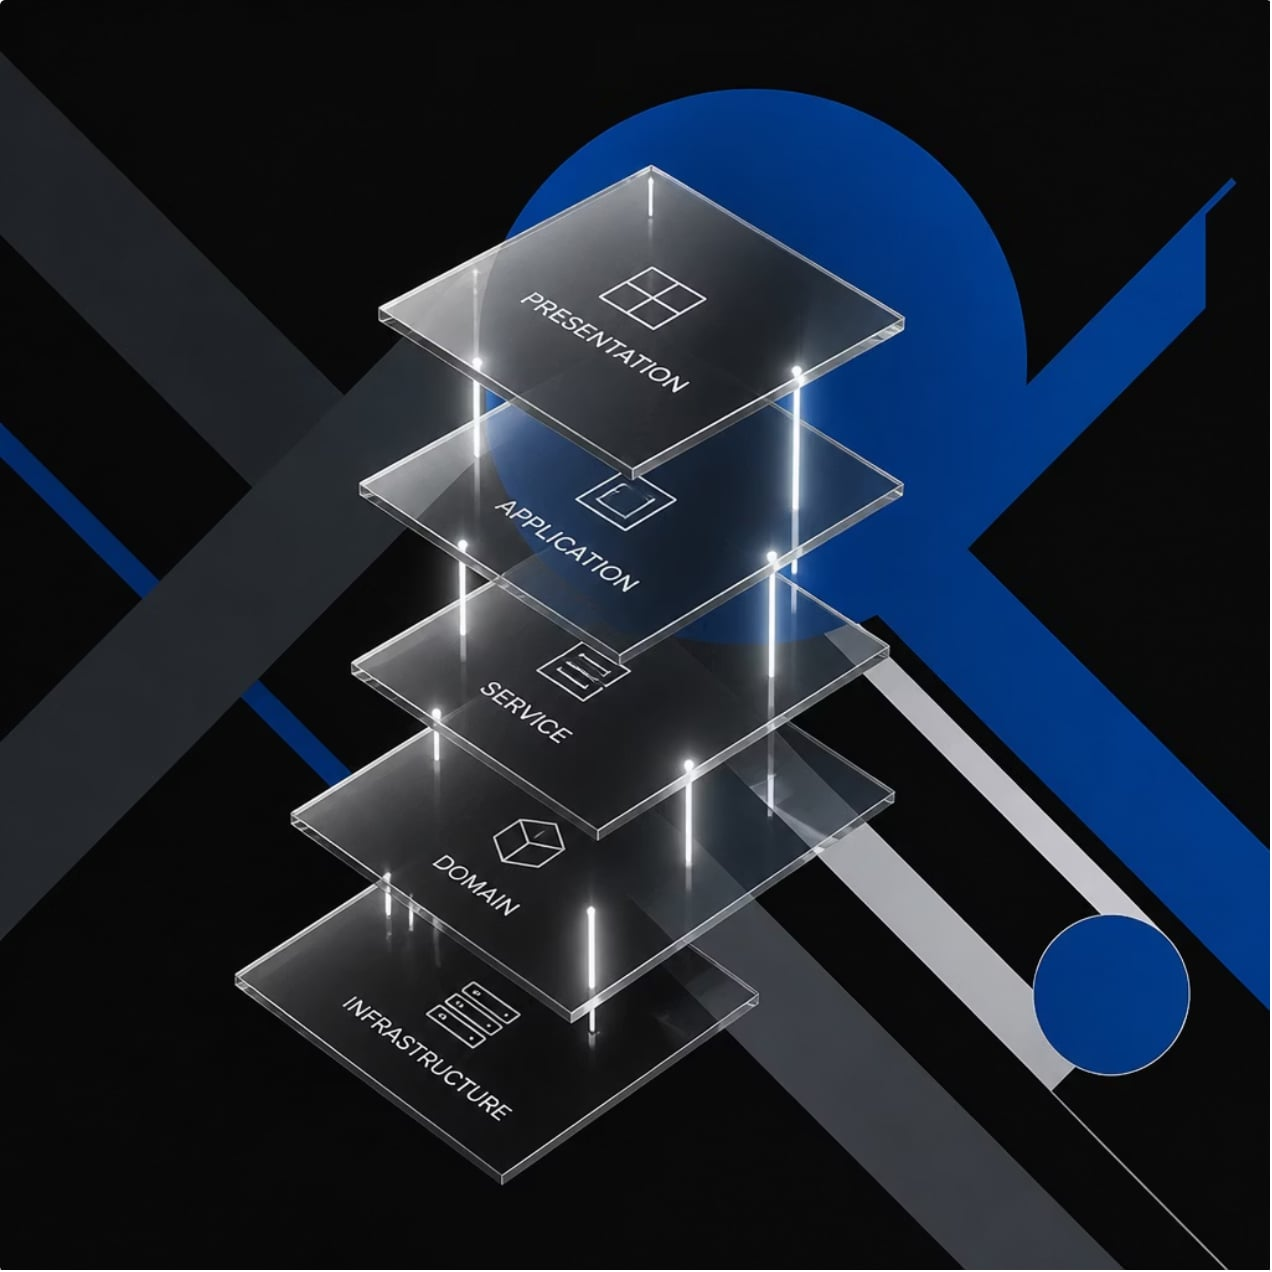 PRESENTATION
APPLICATION
SERVICE
DOMAIN
INFRASTRUCTURE